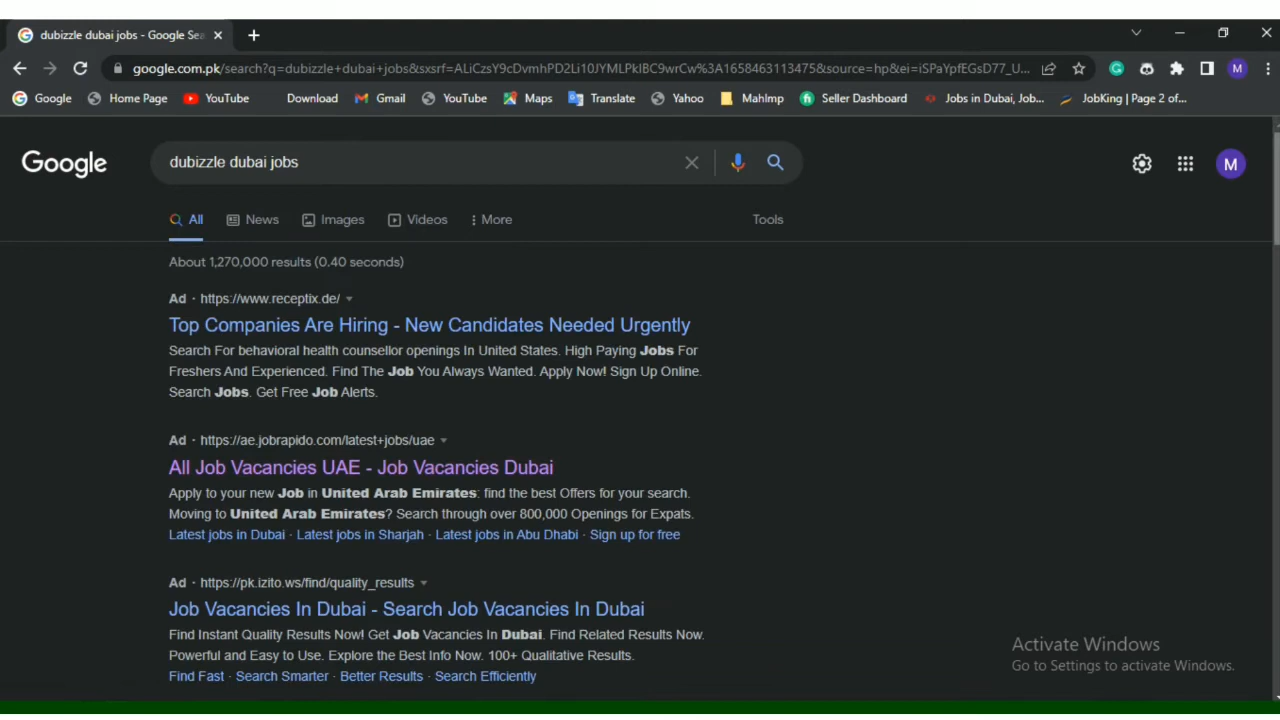 dubizzle dubai jobs - Google Sea
google.com.pk/search?q=dubizzle+dubai+jobs&sxsrf=ALiCzsY9cDvmhPD2Li10JYMLPkIBC9wrCw%3A1658463113475&source=hp&ei=iSPaYpfEGsD77_U...
M
Google Home Page YouTube Download Gmail YouTube Maps Translate Yahoo MahImp Seller Dashboard Jobs in Dubai, Job... JobKing | Page 2 of...
Google
dubizzle dubai jobs
M
All News Images Videos More Tools
About 1,270,000 results (0.40 seconds)
Ad · https://www.receptix.de/
Top Companies Are Hiring - New Candidates Needed Urgently
Search For behavioral health counsellor openings In United States. High Paying Jobs For
Freshers And Experienced. Find The Job You Always Wanted. Apply Now! Sign Up Online.
Search Jobs. Get Free Job Alerts.
Ad · https://ae.jobrapido.com/latest+jobs/uae
All Job Vacancies UAE - Job Vacancies Dubai
Apply to your new Job in United Arab Emirates: find the best Offers for your search.
Moving to United Arab Emirates? Search through over 800,000 Openings for Expats.
Latest jobs in Dubai · Latest jobs in Sharjah · Latest jobs in Abu Dhabi · Sign up for free
Ad · https://pk.izito.ws/find/quality_results
Job Vacancies In Dubai - Search Job Vacancies In Dubai
Find Instant Quality Results Now! Get Job Vacancies In Dubai. Find Related Results Now.
Powerful and Easy to Use. Explore the Best Info Now. 100+ Qualitative Results.
Find Fast · Search Smarter · Better Results · Search Efficiently
Activate Windows
Go to Settings to activate Windows.